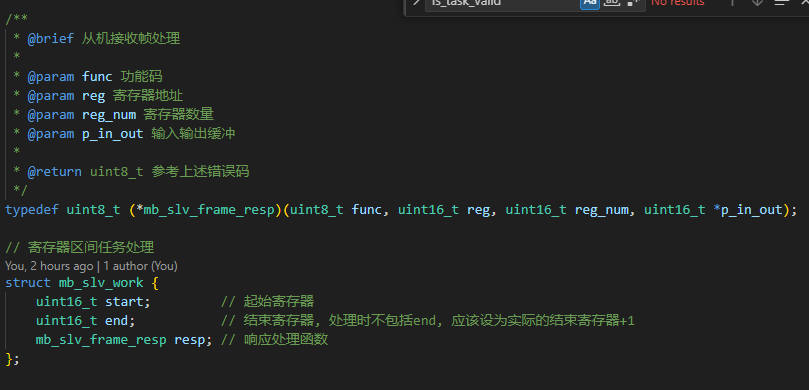 is_task_valid Aa ab No results
/**
 * @brief 从机接收帧处理
 *
 * @param func 功能码
 * @param reg 寄存器地址
 * @param reg_num 寄存器数量
 * @param p_in_out 输入输出缓冲
 *
 * @return uint8_t 参考上述错误码
 */
typedef uint8_t (*mb_slv_frame_resp)(uint8_t func, uint16_t reg, uint16_t reg_num, uint16_t *p_in_out);
// 寄存器区间任务处理
You, 2 hours ago | 1 author (You)
struct mb_slv_work {
    uint16_t start;         // 起始寄存器
    uint16_t end;           // 结束寄存器, 处理时不包括end, 应该设为实际的结束寄存器+1
    mb_slv_frame_resp resp; // 响应处理函数
};